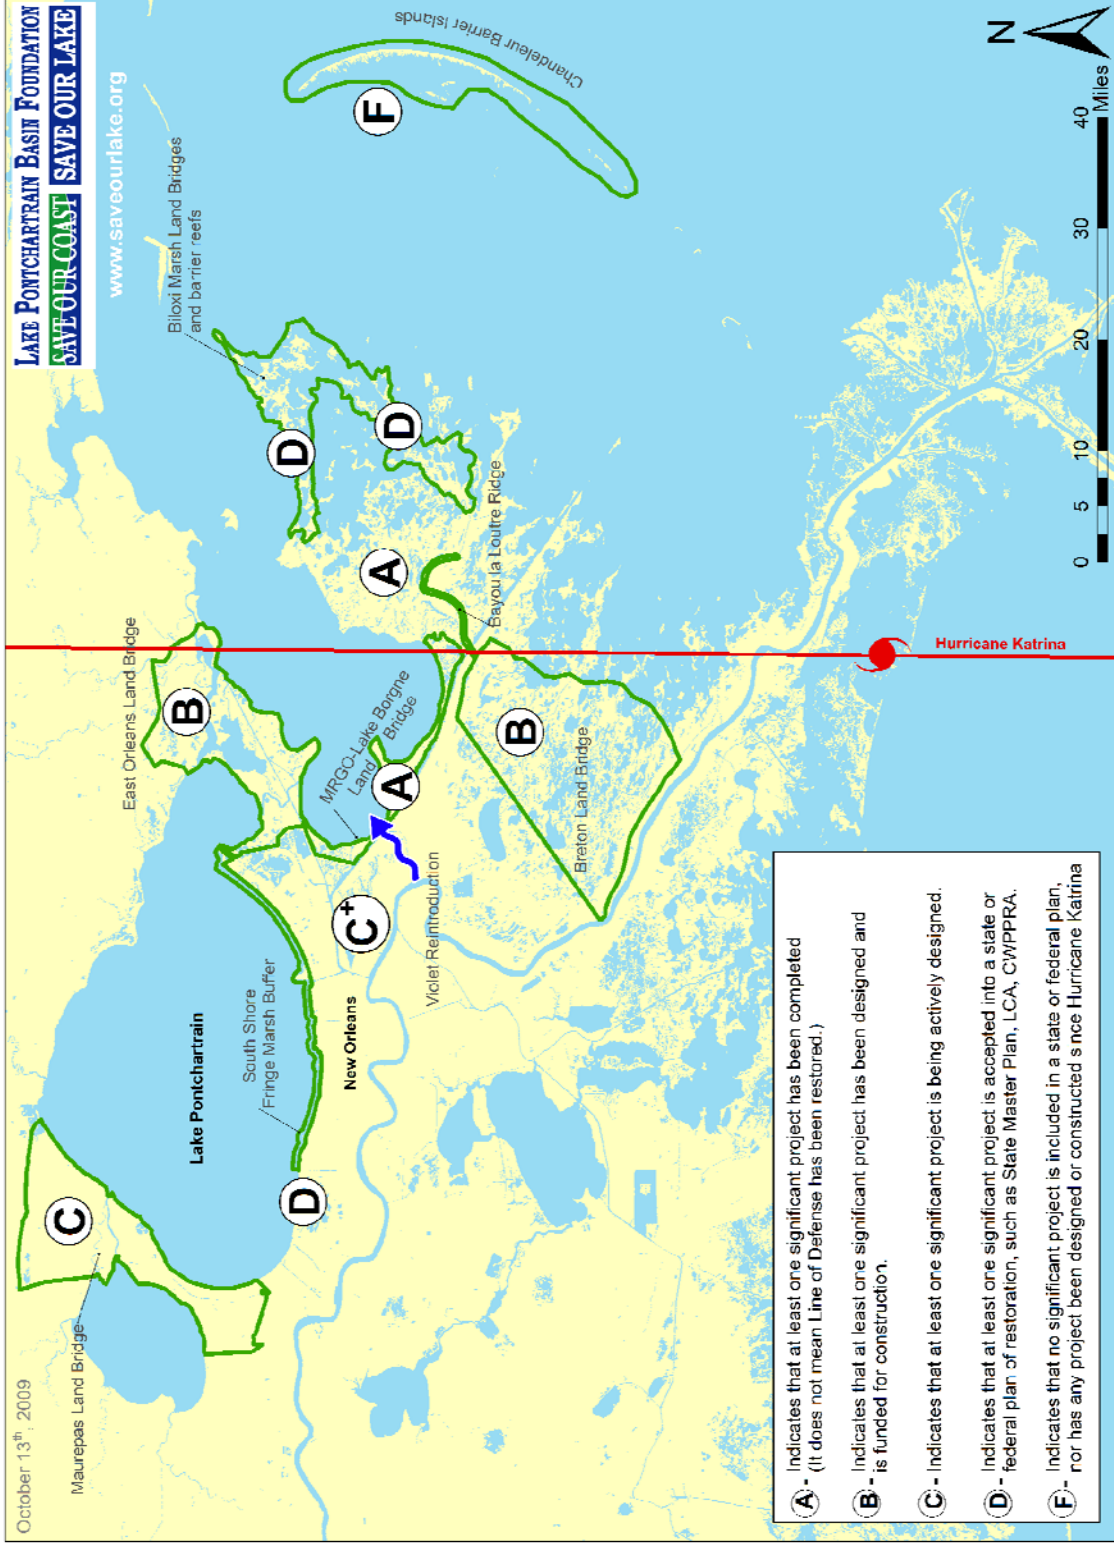 October 13th, 2009
LAKE PONTCHARTRAIN BASIN FOUNDATION
SAVE OUR COAST SAVE OUR LAKE
www.saveourlake.org
Maurepas Land Bridge
C
Lake Pontchartrain
South Shore
Fringe Marsh Buffer
D
New Orleans
East Orleans Land Bridge
B
MRGO-Lake Borgne
Land Bridge
A
C+
Violet Reintroduction
Biloxi Marsh Land Bridges
and barrier reefs
D
D
A
Bayou la Loutre Ridge
B
Breton Land Bridge
Chandeleur Barrier Islands
F
Hurricane Katrina
N
0 5 10 20 30 40
Miles
A - Indicates that at least one significant project has been completed
(It does not mean Line of Defense has been restored.)
B - Indicates that at least one significant project has been designed and
is funded for construction.
C - Indicates that at least one significant project is being actively designed.
D - Indicates that at least one significant project is accepted into a state or
federal plan of restoration, such as State Master Plan, LCA, CWPPRA.
F - Indicates that no significant project is included in a state or federal plan,
nor has any project been designed or constructed since Hurricane Katrina